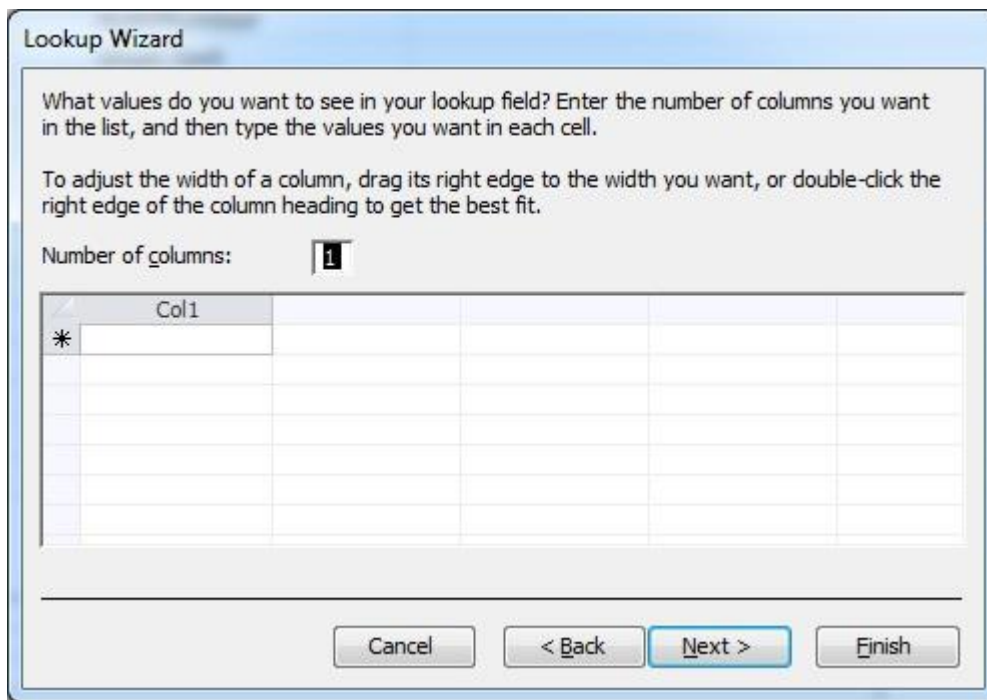 Lookup Wizard
What values do you want to see in your lookup field? Enter the number of columns you want
in the list, and then type the values you want in each cell.
To adjust the width of a column, drag its right edge to the width you want, or double-click the
right edge of the column heading to get the best fit.
Number of columns: 1
Col1
*
Cancel < Back Next > Finish